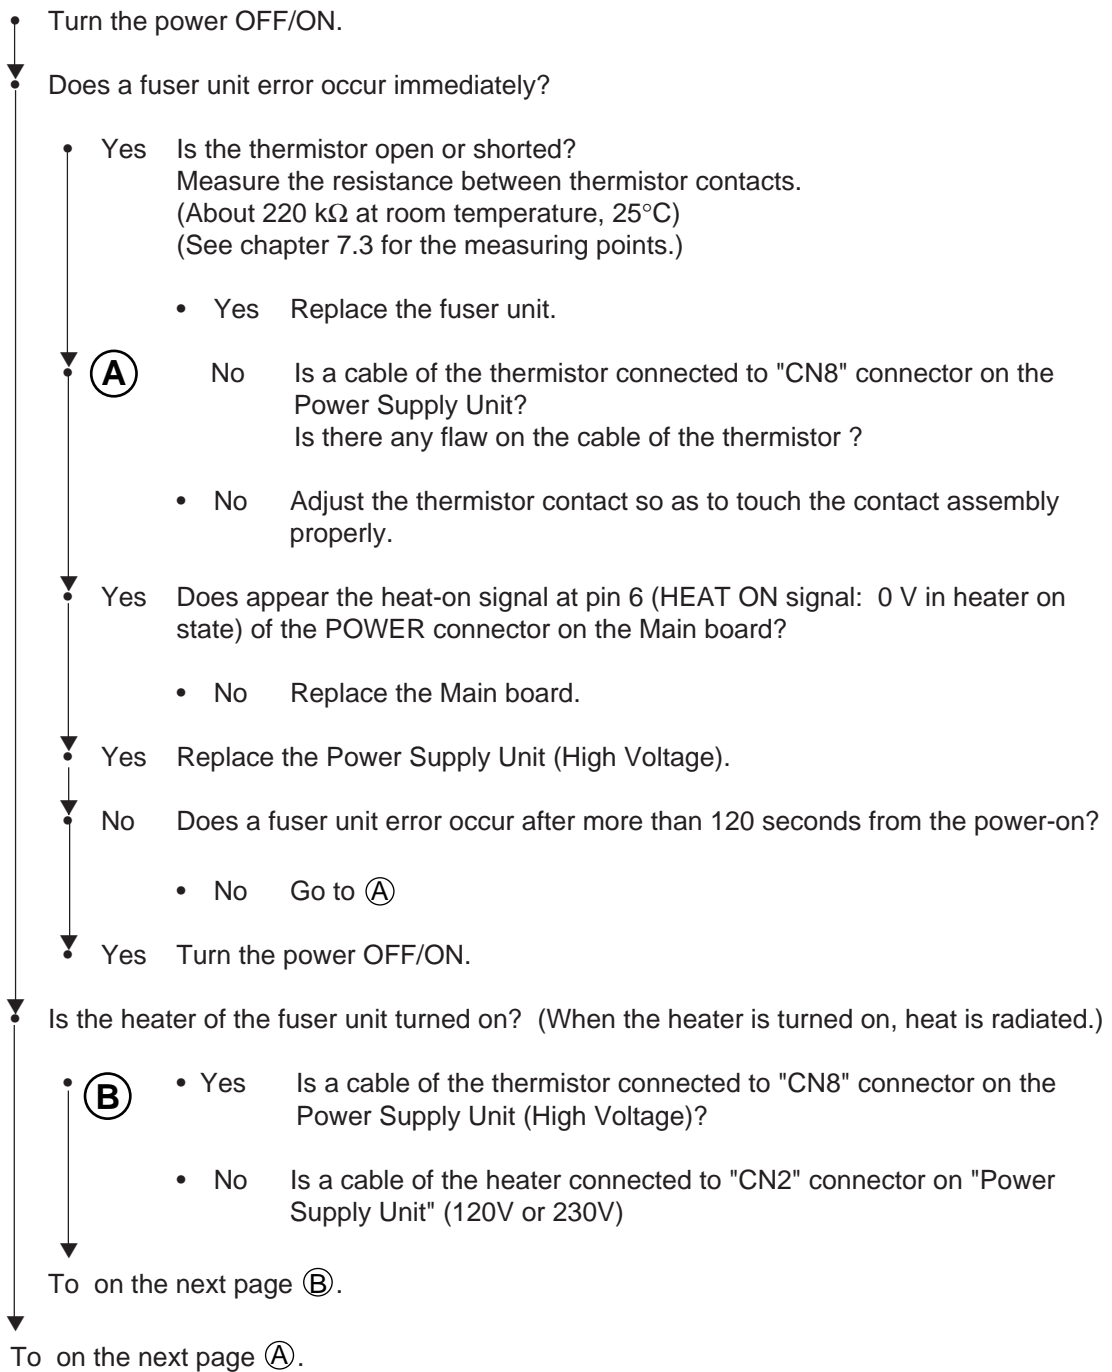 • Turn the power OFF/ON.
• Does a fuser unit error occur immediately?
• Yes Is the thermistor open or shorted?
Measure the resistance between thermistor contacts.
(About 220 kΩ at room temperature, 25°C)
(See chapter 7.3 for the measuring points.)
• Yes Replace the fuser unit.
• Ⓐ No Is a cable of the thermistor connected to "CN8" connector on the
Power Supply Unit?
Is there any flaw on the cable of the thermistor ?
• No Adjust the thermistor contact so as to touch the contact assembly
properly.
• Yes Does appear the heat-on signal at pin 6 (HEAT ON signal: 0 V in heater on
state) of the POWER connector on the Main board?
• No Replace the Main board.
• Yes Replace the Power Supply Unit (High Voltage).
• No Does a fuser unit error occur after more than 120 seconds from the power-on?
• No Go to Ⓐ
• Yes Turn the power OFF/ON.
• Is the heater of the fuser unit turned on? (When the heater is turned on, heat is radiated.)
• Ⓑ • Yes Is a cable of the thermistor connected to "CN8" connector on the
Power Supply Unit (High Voltage)?
• No Is a cable of the heater connected to "CN2" connector on "Power
Supply Unit" (120V or 230V)
To on the next page Ⓑ.
To on the next page Ⓐ.